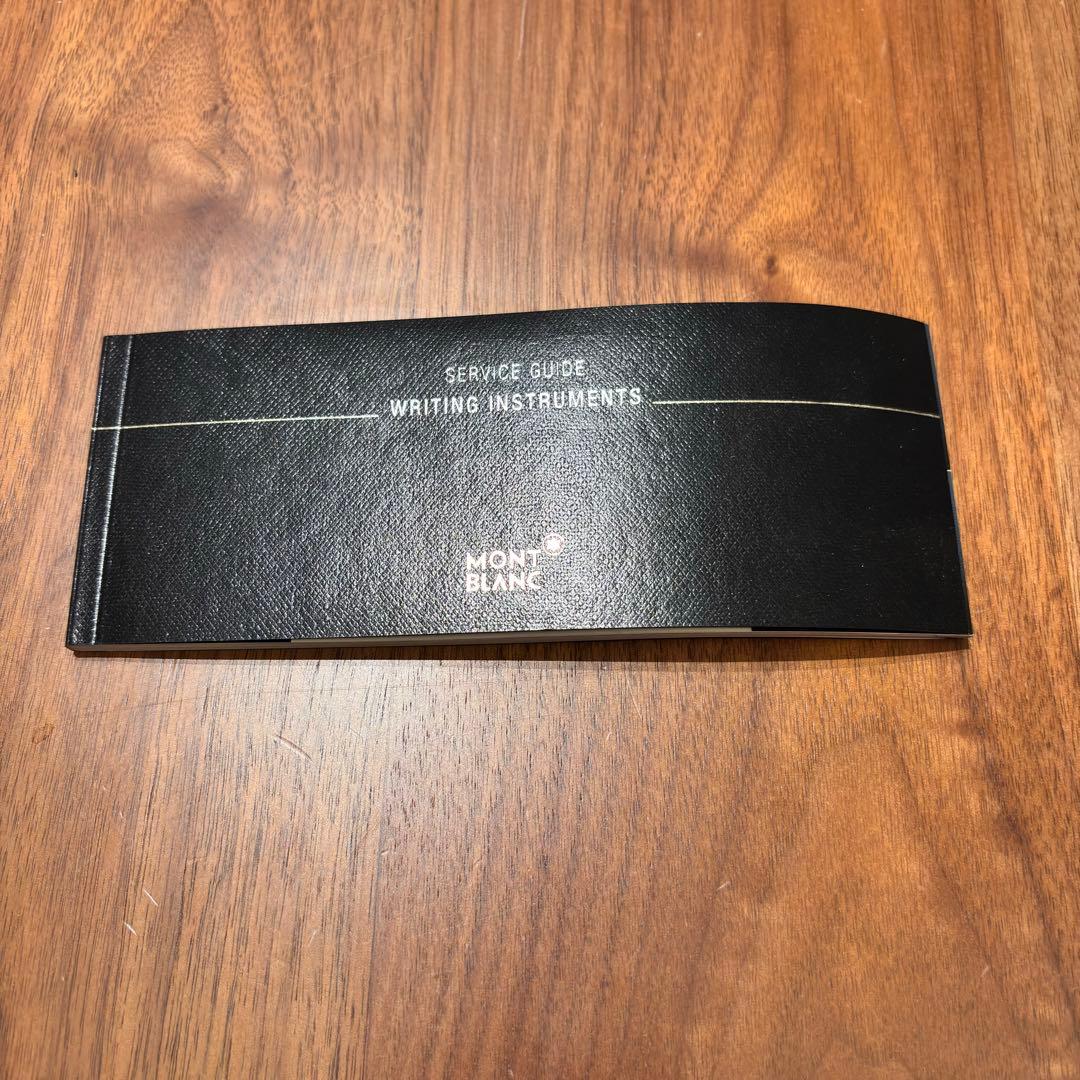 SERVICE GUIDE
WRITING INSTRUMENTS
MONT
BLANC